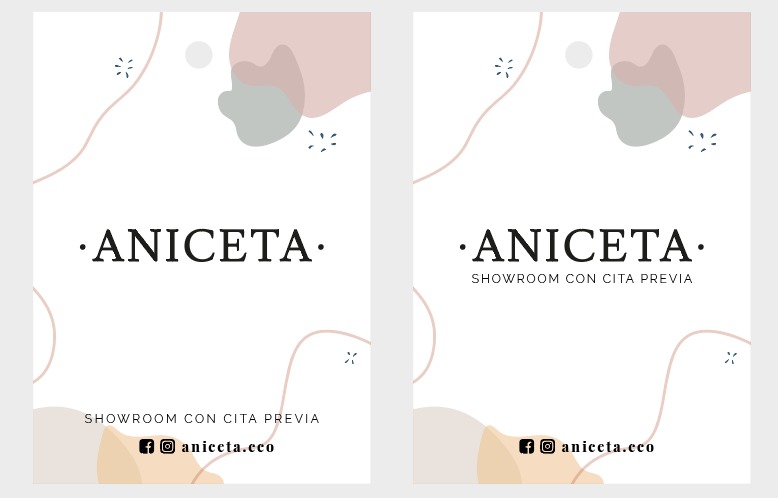 ·ANICETA·
SHOWROOM CON CITA PREVIA
aniceta.eco
·ANICETA·
SHOWROOM CON CITA PREVIA
aniceta.eco